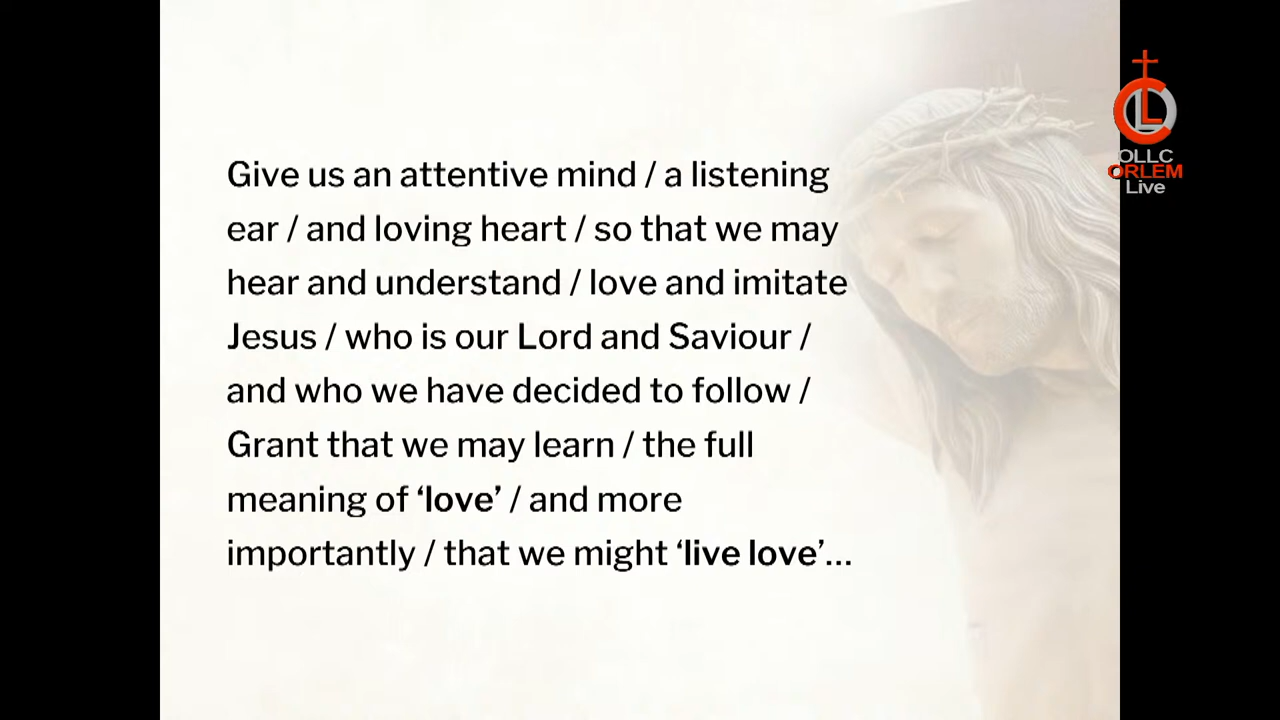 Give us an attentive mind / a listening
ear / and loving heart / so that we may
hear and understand / love and imitate
Jesus / who is our Lord and Saviour /
and who we have decided to follow /
Grant that we may learn / the full
meaning of ‘love’ / and more
importantly / that we might ‘live love’...
OLLC
ORLEM
Live